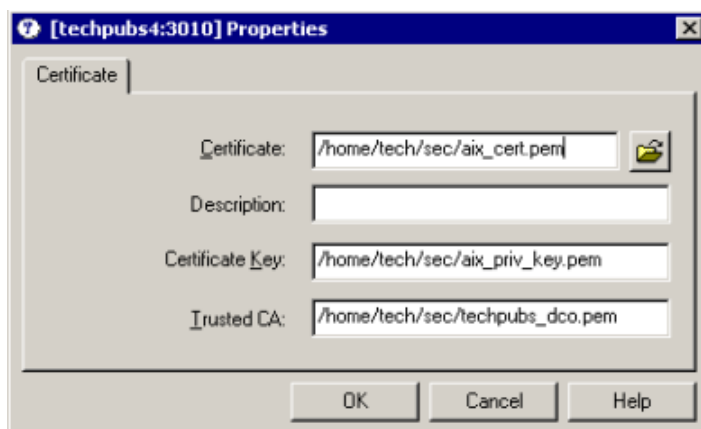 [techpubs4:3010] Properties
Certificate
Certificate: /home/tech/sec/aix_cert.pem
Description:
Certificate Key: /home/tech/sec/aix_priv_key.pem
Trusted CA: /home/tech/sec/techpubs_dco.pem
OK Cancel Help